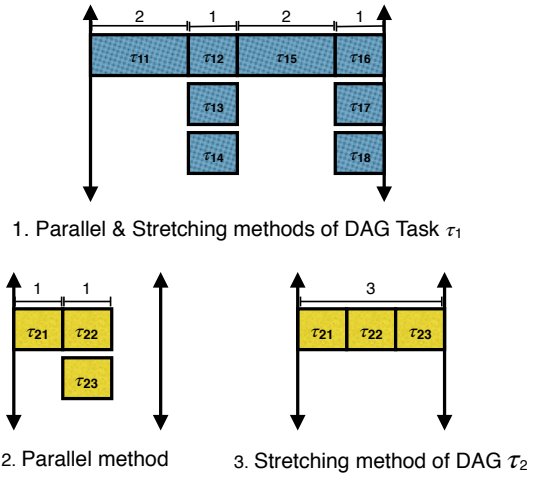 2 1 2 1
τ11 τ12 τ15 τ16
τ13 τ17
τ14 τ18
1. Parallel & Stretching methods of DAG Task τ1
1 1 3
τ21 τ22 τ21 τ22 τ23
τ23
2. Parallel method 3. Stretching method of DAG τ2